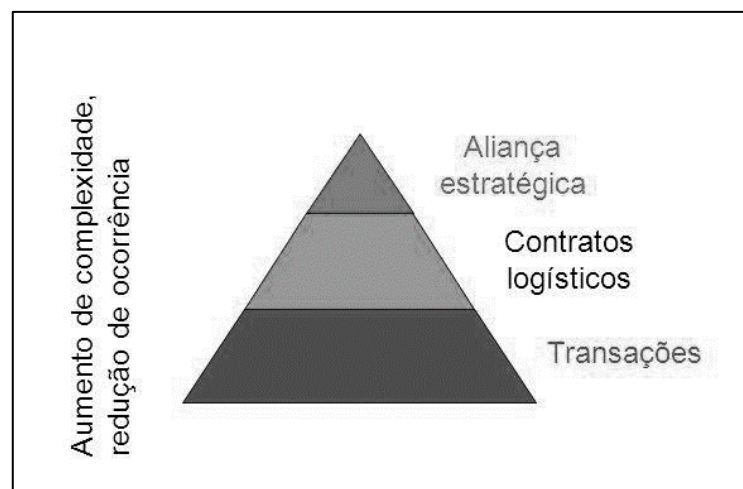 Aumento de complexidade,
redução de ocorrência
Aliança
estratégica
Contratos
logísticos
Transações